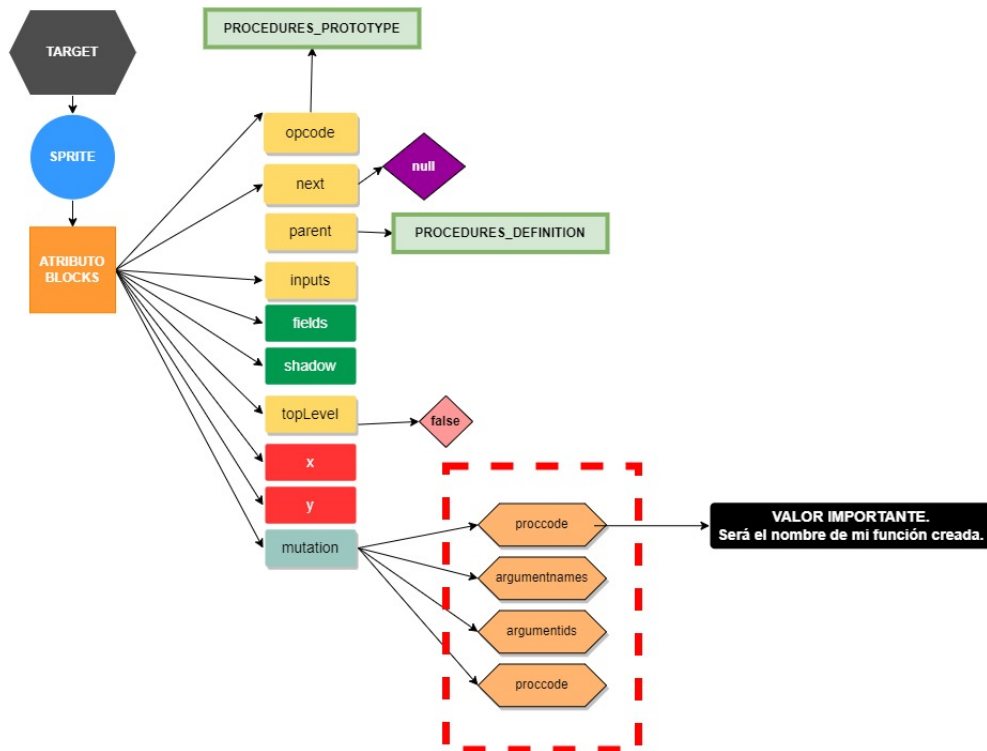 PROCEDURES_PROTOTYPE
TARGET
opcode
SPRITE
null
next
parent
PROCEDURES_DEFINITION
ATRIBUTO
BLOCKS
inputs
fields
shadow
topLevel
false
x
y
proccode
VALOR IMPORTANTE.
Será el nombre de mi función creada.
mutation
argumentnames
argumentids
proccode